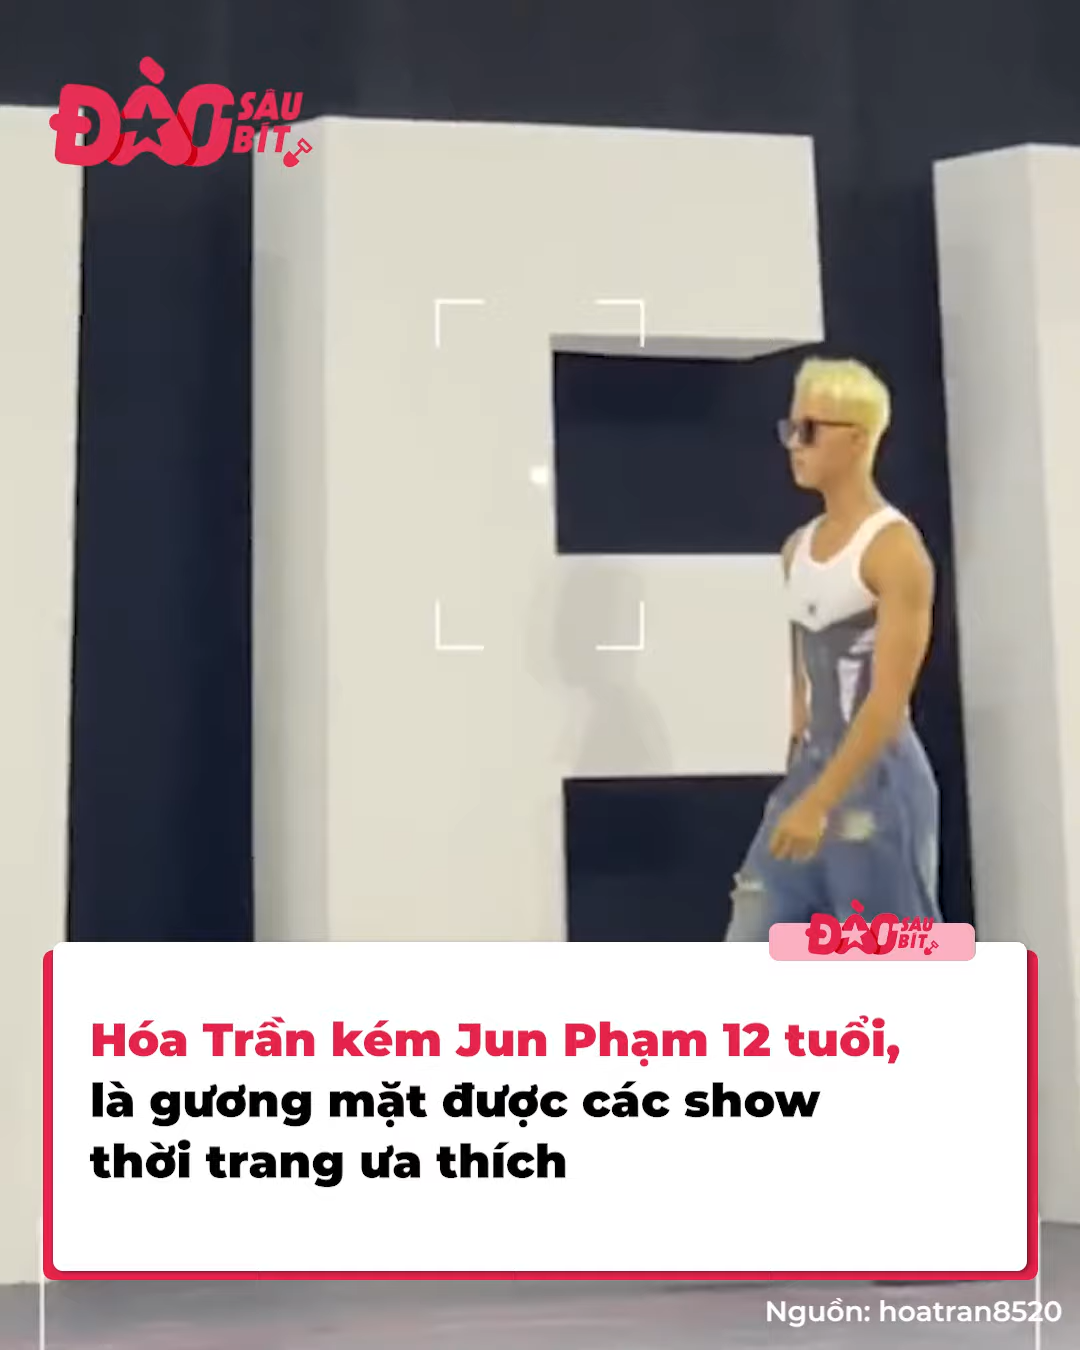 ĐÀO SÂU
BÍT
ĐÀO SÂU
BÍT
Hóa Trần kém Jun Phạm 12 tuổi,
là gương mặt được các show
thời trang ưa thích
Nguồn: hoatran8520